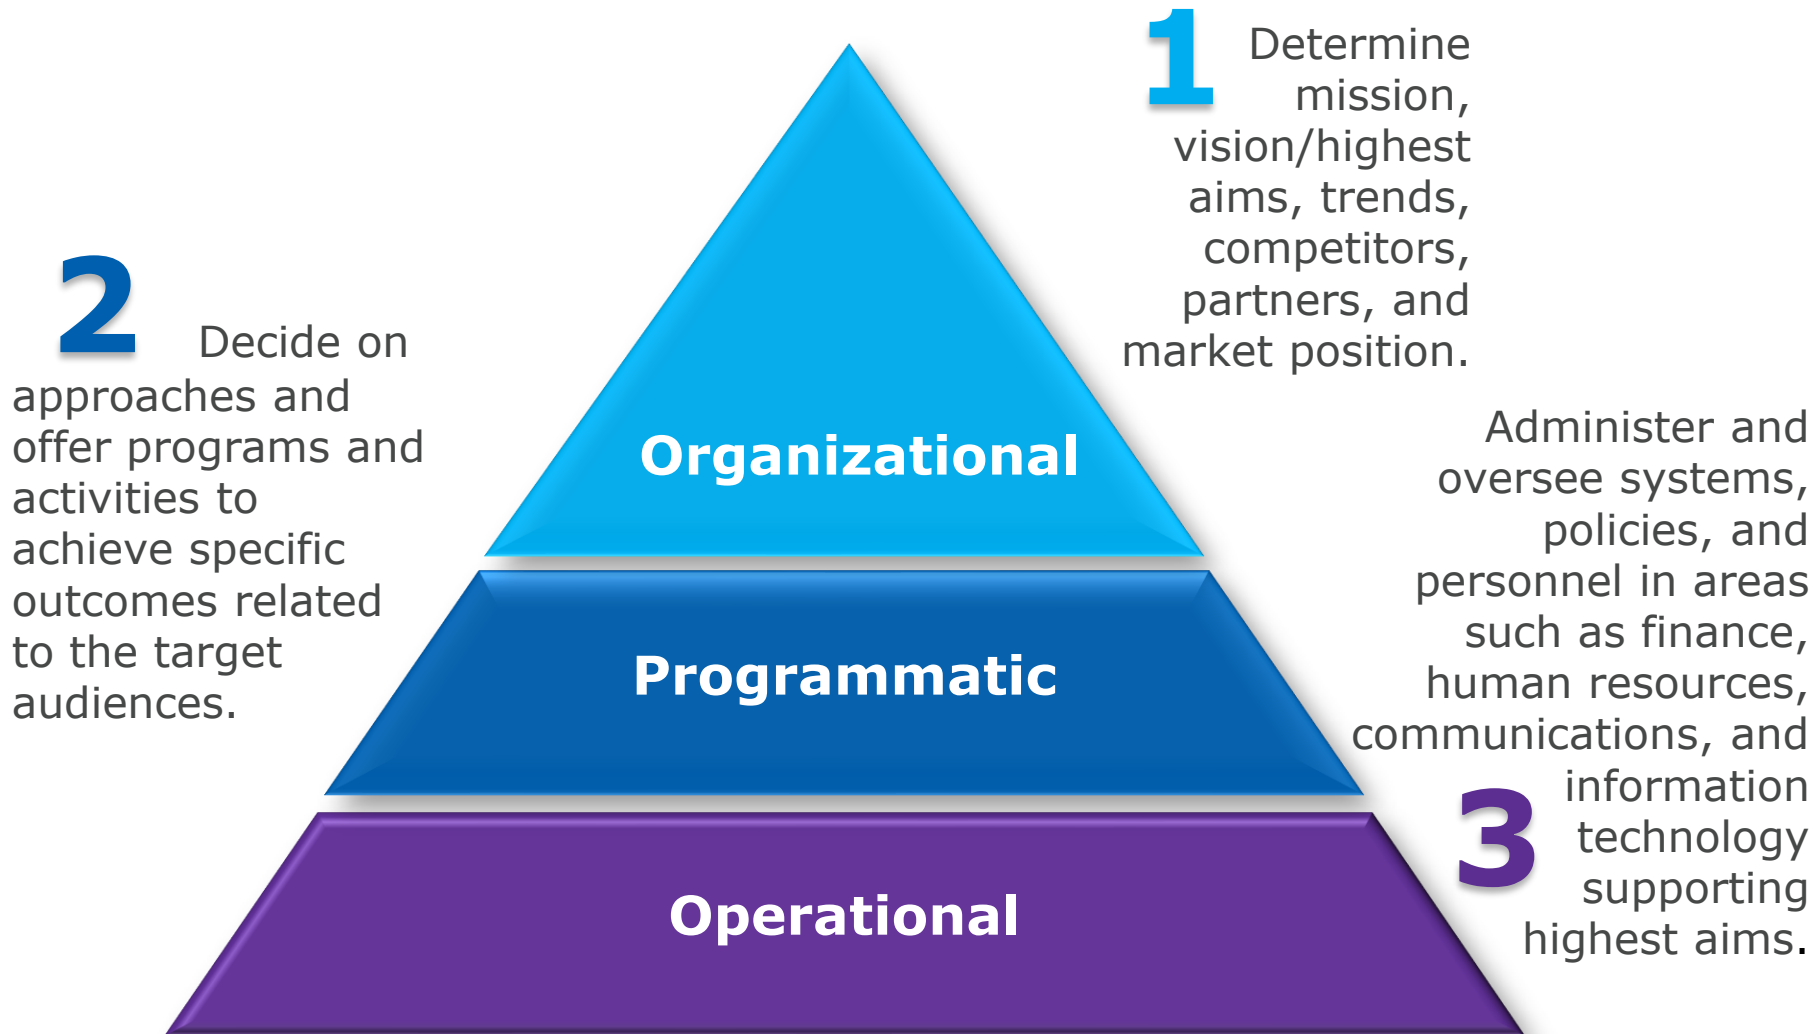 1
Determine
mission,
vision/highest
aims, trends,
competitors,
partners, and
market position.
2
Decide on
approaches and
offer programs and
activities to
achieve specific
outcomes related
to the target
audiences.
Organizational
Programmatic
Operational
Administer and
oversee systems,
policies, and
personnel in areas
such as finance,
human resources,
communications, and
information
3
technology
supporting
highest aims.